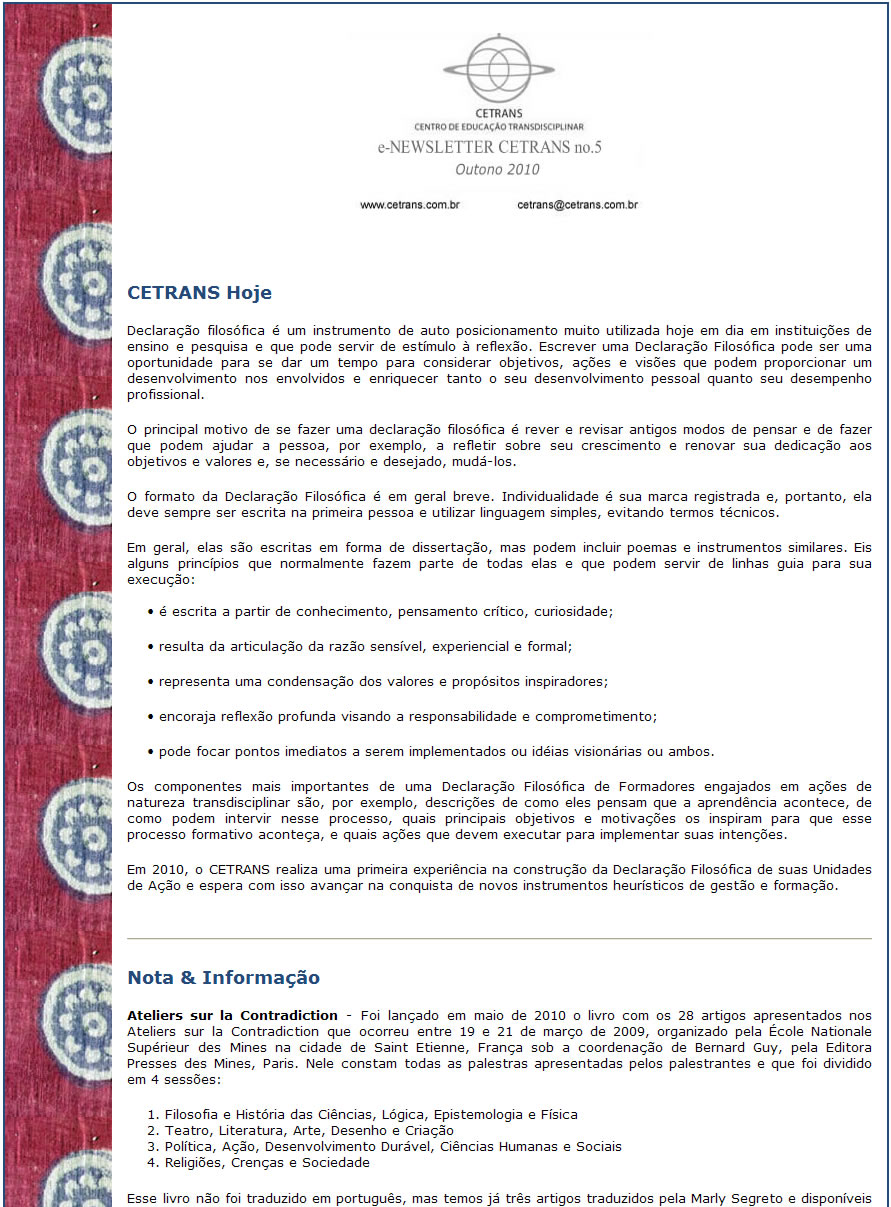 CETRANS
CENTRO DE EDUCAÇÃO TRANSDISCIPLINAR
e-NEWSLETTER CETRANS no.5
Outono 2010
www.cetrans.com.br cetrans@cetrans.com.br
CETRANS Hoje
Declaração filosófica é um instrumento de auto posicionamento muito utilizada hoje em dia em instituições de
ensino e pesquisa e que pode servir de estímulo à reflexão. Escrever uma Declaração Filosófica pode ser uma
oportunidade para se dar um tempo para considerar objetivos, ações e visões que podem proporcionar um
desenvolvimento nos envolvidos e enriquecer tanto o seu desenvolvimento pessoal quanto seu desempenho
profissional.
O principal motivo de se fazer uma declaração filosófica é rever e revisar antigos modos de pensar e de fazer
que podem ajudar a pessoa, por exemplo, a refletir sobre seu crescimento e renovar sua dedicação aos
objetivos e valores e, se necessário e desejado, mudá-los.
O formato da Declaração Filosófica é em geral breve. Individualidade é sua marca registrada e, portanto, ela
deve sempre ser escrita na primeira pessoa e utilizar linguagem simples, evitando termos técnicos.
Em geral, elas são escritas em forma de dissertação, mas podem incluir poemas e instrumentos similares. Eis
alguns princípios que normalmente fazem parte de todas elas e que podem servir de linhas guia para sua
execução:
• é escrita a partir de conhecimento, pensamento crítico, curiosidade;
• resulta da articulação da razão sensível, experiencial e formal;
• representa uma condensação dos valores e propósitos inspiradores;
• encoraja reflexão profunda visando a responsabilidade e comprometimento;
• pode focar pontos imediatos a serem implementados ou idéias visionárias ou ambos.
Os componentes mais importantes de uma Declaração Filosófica de Formadores engajados em ações de
natureza transdisciplinar são, por exemplo, descrições de como eles pensam que a aprendência acontece, de
como podem intervir nesse processo, quais principais objetivos e motivações os inspiram para que esse
processo formativo aconteça, e quais ações que devem executar para implementar suas intenções.
Em 2010, o CETRANS realiza uma primeira experiência na construção da Declaração Filosófica de suas Unidades
de Ação e espera com isso avançar na conquista de novos instrumentos heurísticos de gestão e formação.
Nota & Informação
Ateliers sur la Contradiction - Foi lançado em maio de 2010 o livro com os 28 artigos apresentados nos
Ateliers sur la Contradiction que ocorreu entre 19 e 21 de março de 2009, organizado pela École Nationale
Supérieur des Mines na cidade de Saint Etienne, França sob a coordenação de Bernard Guy, pela Editora
Presses des Mines, Paris. Nele constam todas as palestras apresentadas pelos palestrantes e que foi dividido
em 4 sessões:
1. Filosofia e História das Ciências, Lógica, Epistemologia e Física
2. Teatro, Literatura, Arte, Desenho e Criação
3. Política, Ação, Desenvolvimento Durável, Ciências Humanas e Sociais
4. Religiões, Crenças e Sociedade
Esse livro não foi traduzido em português, mas temos já três artigos traduzidos pela Marly Segreto e disponíveis